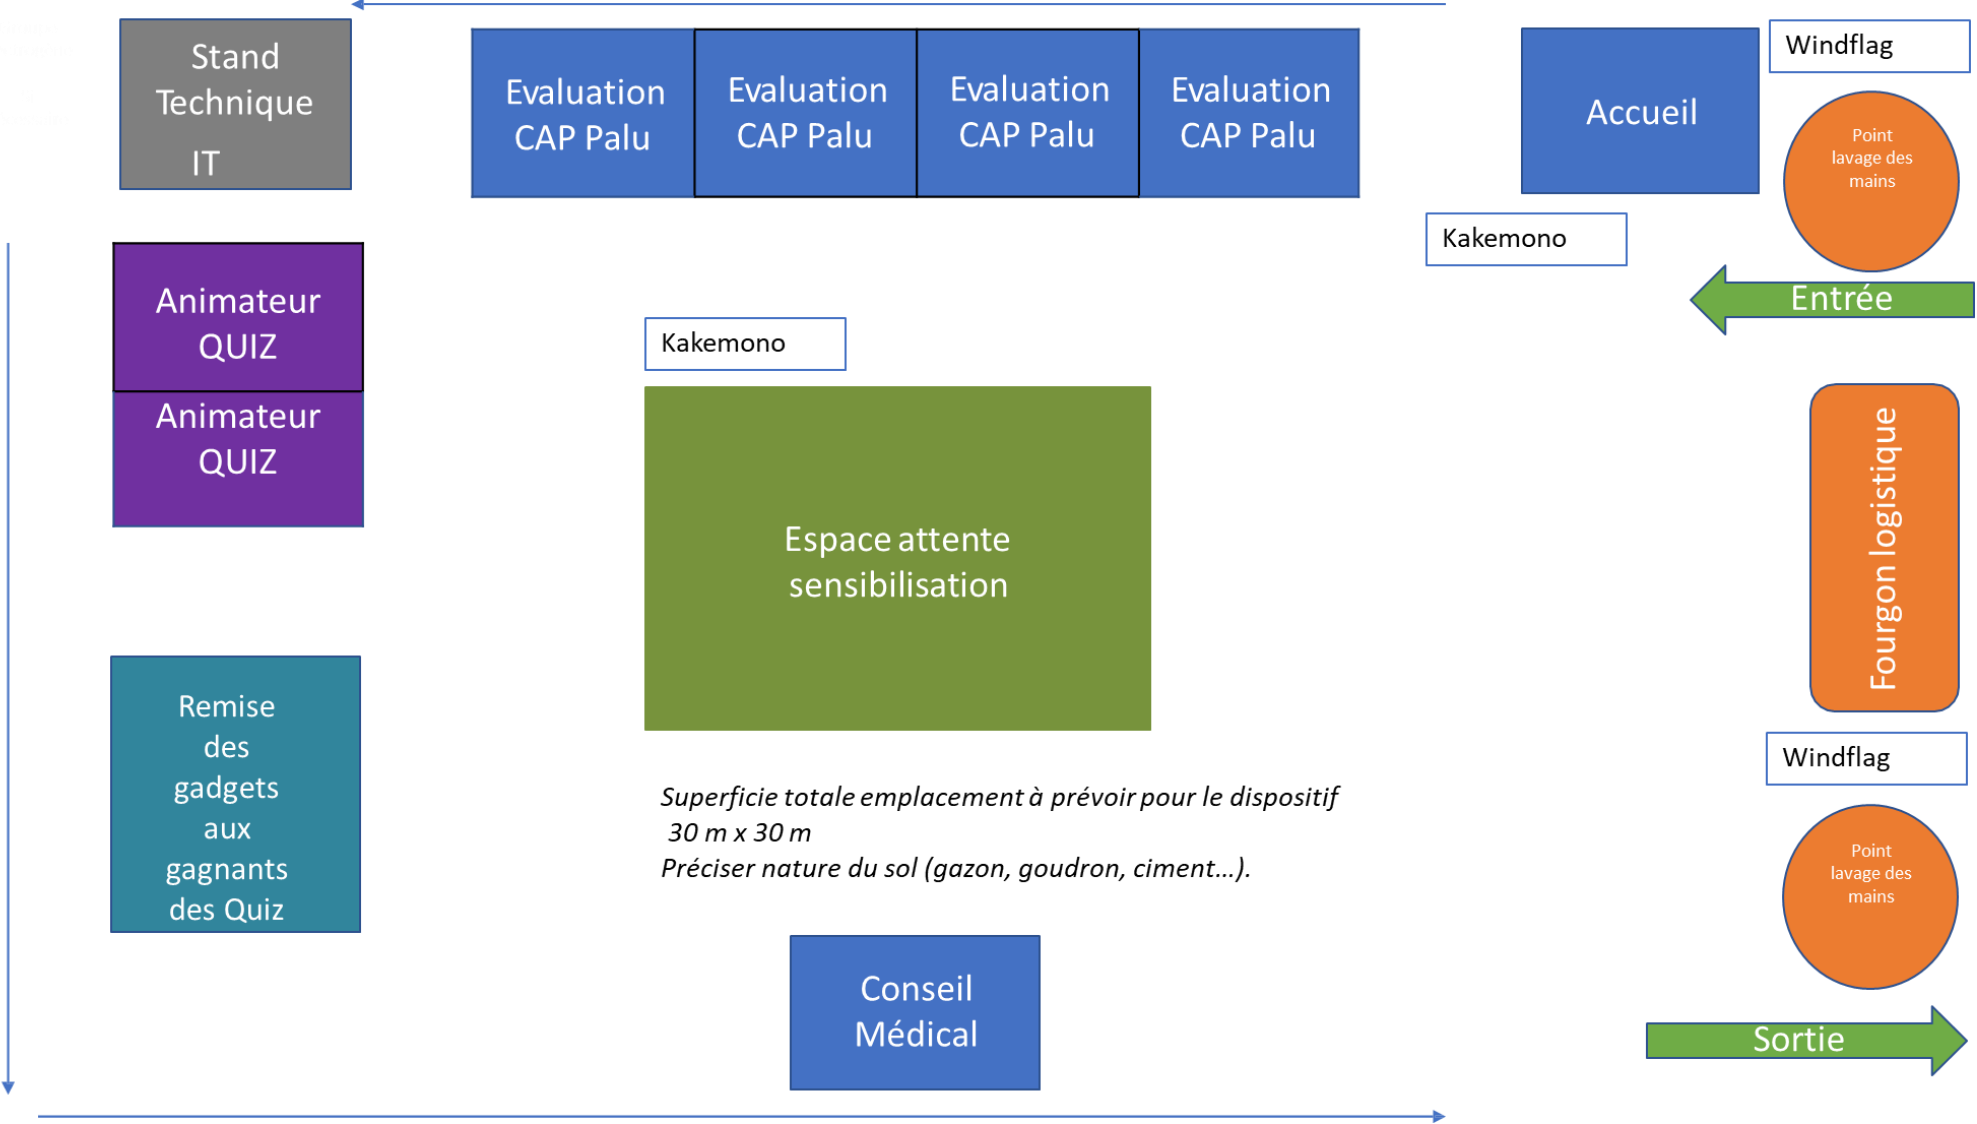 Stand
Technique
IT
Evaluation
CAP Palu
Evaluation
CAP Palu
Evaluation
CAP Palu
Evaluation
CAP Palu
Accueil
Windflag
Point
lavage des
mains
Kakemono
Entrée
Animateur
QUIZ
Animateur
QUIZ
Kakemono
Espace attente
sensibilisation
Fourgon logistique
Remise
des
gadgets
aux
gagnants
des Quiz
Superficie totale emplacement à prévoir pour le dispositif
30 m x 30 m
Préciser nature du sol (gazon, goudron, ciment...).
Windflag
Point
lavage des
mains
Conseil
Médical
Sortie